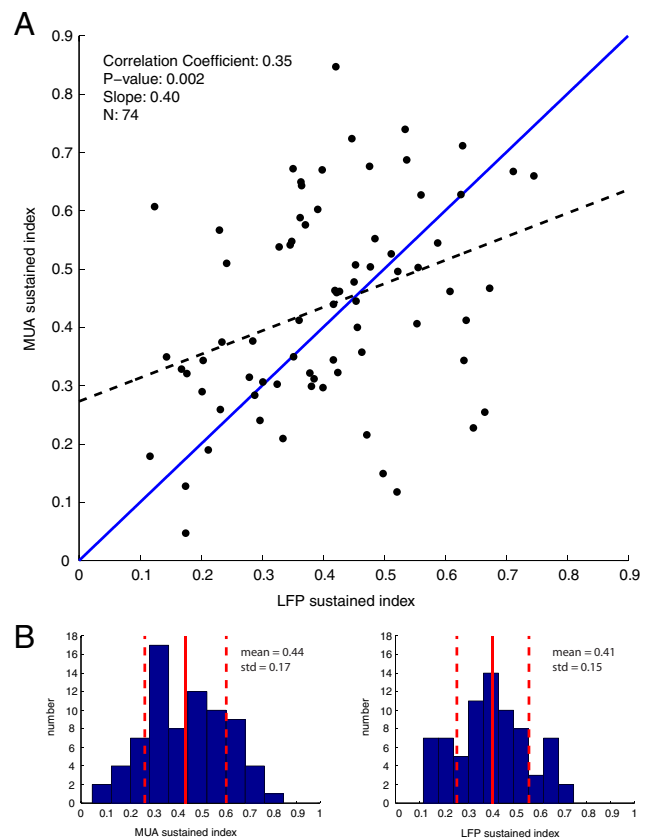 A
Correlation Coefficient: 0.35
P−value: 0.002
Slope: 0.40
N: 74
0.9
0.8
0.7
0.6
0.5
0.4
0.3
0.2
0.1
0
MUA sustained index
0 0.1 0.2 0.3 0.4 0.5 0.6 0.7 0.8 0.9
LFP sustained index
B
18
16
14
12
10
8
6
4
2
0
number
mean = 0.44
std = 0.17
0 0.1 0.2 0.3 0.4 0.5 0.6 0.7 0.8 0.9 1
MUA sustained index
18
16
14
12
10
8
6
4
2
0
number
mean = 0.41
std = 0.15
0 0.1 0.2 0.3 0.4 0.5 0.6 0.7 0.8 0.9 1
LFP sustained index